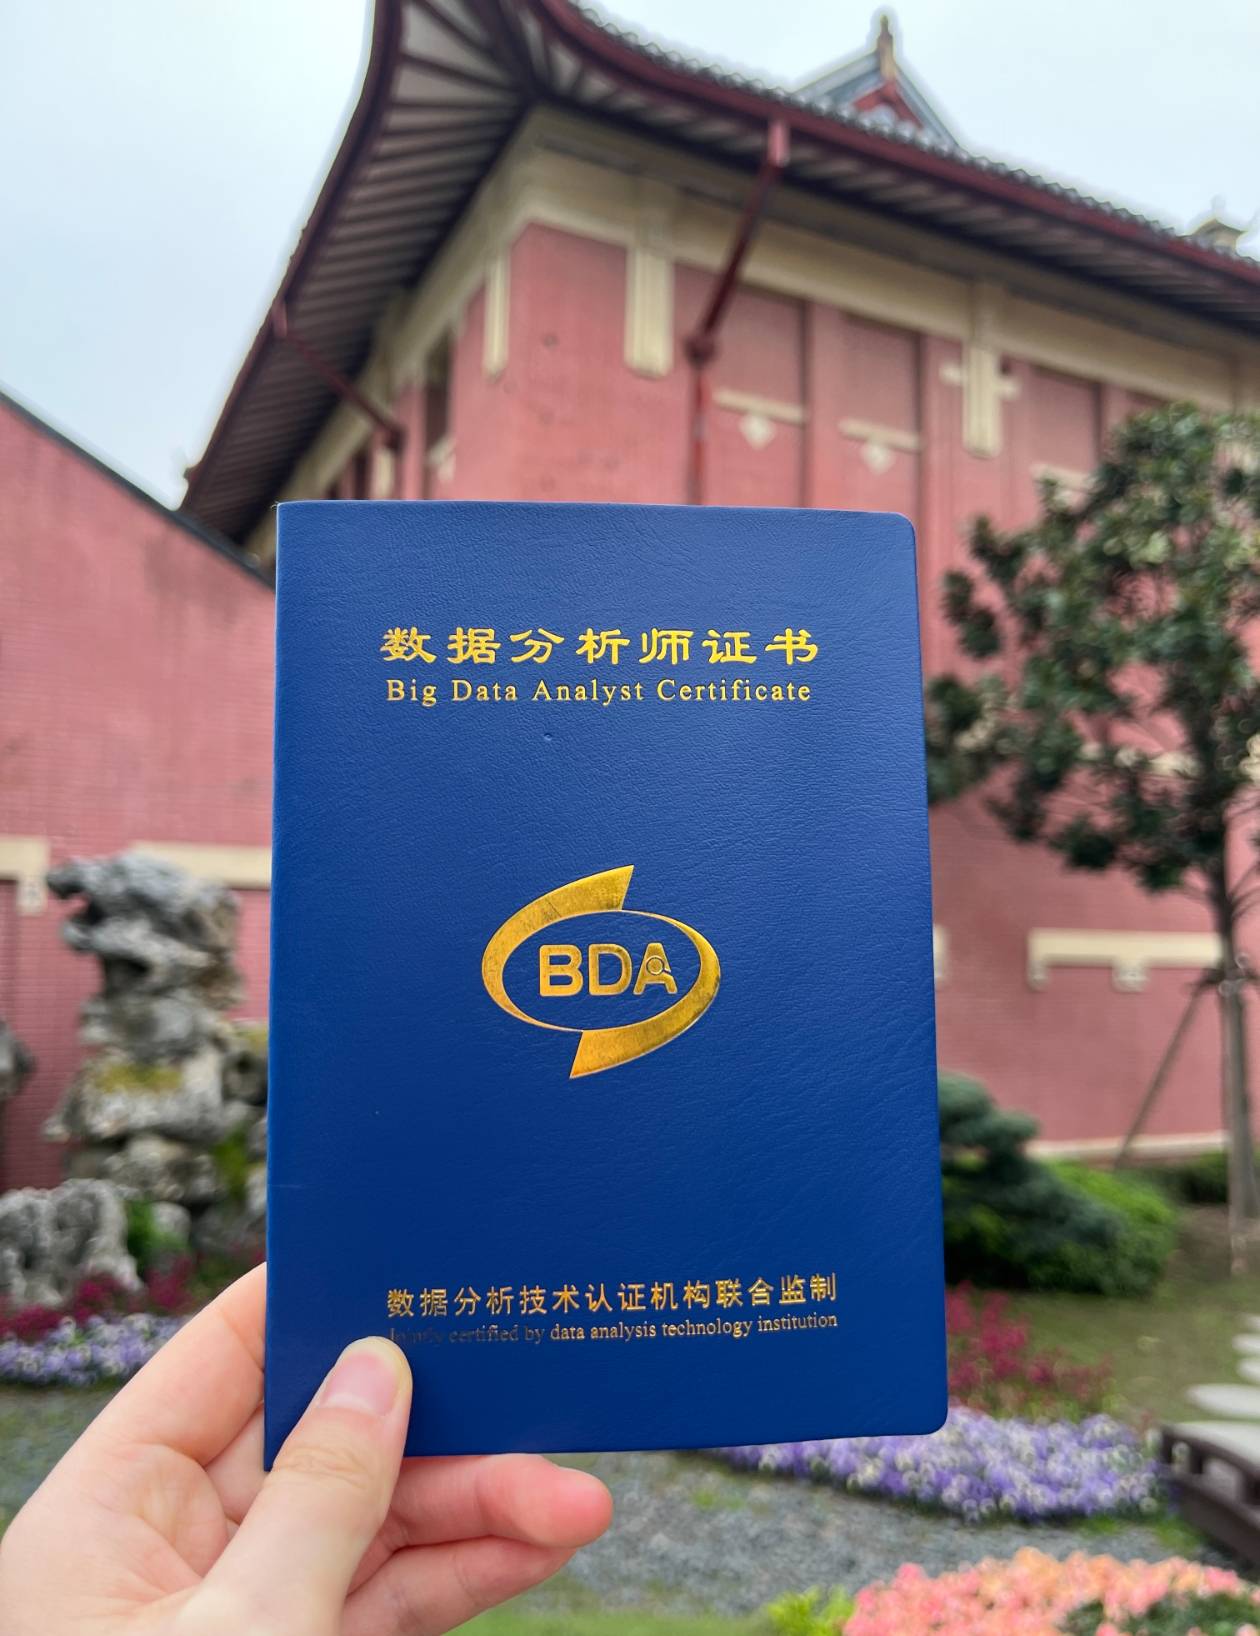 数据分析师证书
Big Data Analyst Certificate
BDA
数据分析技术认证机构联合监制
Jointly certified by data analysis technology institution